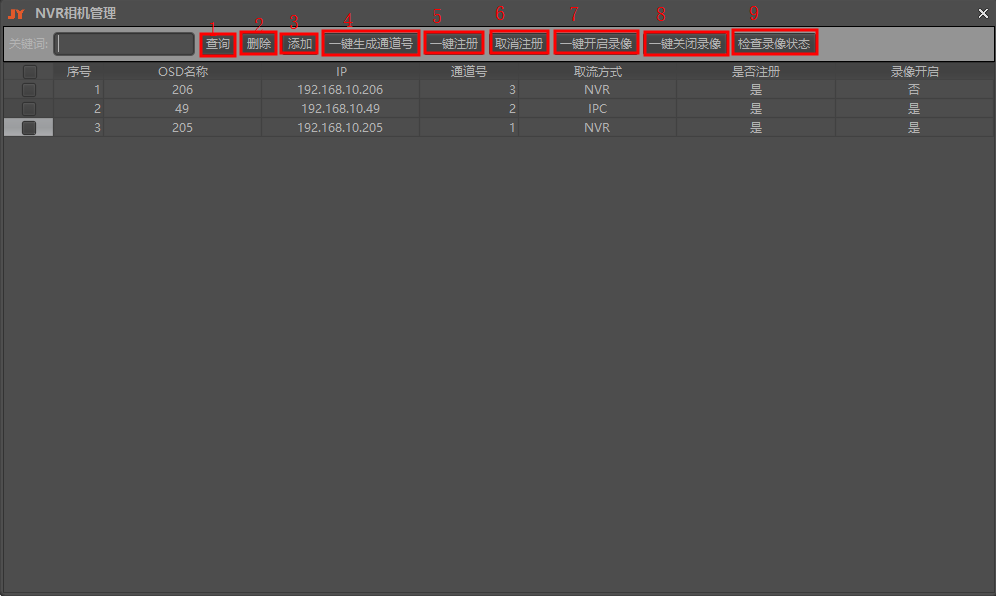 JY NVR相机管理
1 2 3 4 5 6 7 8 9
关键词: 查询 删除 添加 一键生成通道号 一键注册 取消注册 一键开启录像 一键关闭录像 检查录像状态
序号 OSD名称 IP 通道号 取流方式 是否注册 录像开启
1 206 192.168.10.206 3 NVR 是 否
2 49 192.168.10.49 2 IPC 是 是
3 205 192.168.10.205 1 NVR 是 是